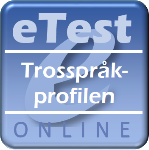 eTest
Trosspråk-
profilen
ONLINE